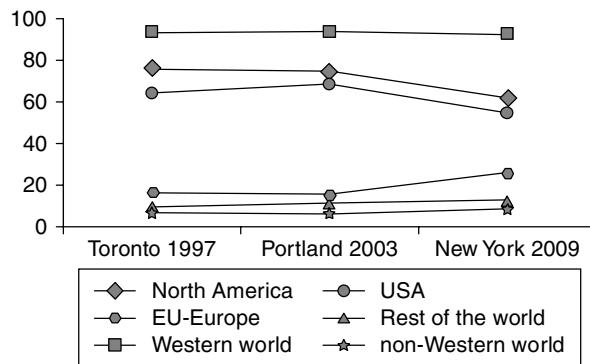 100
80
60
40
20
0
Toronto 1997 Portland 2003 New York 2009
North America USA
EU-Europe Rest of the world
Western world non-Western world